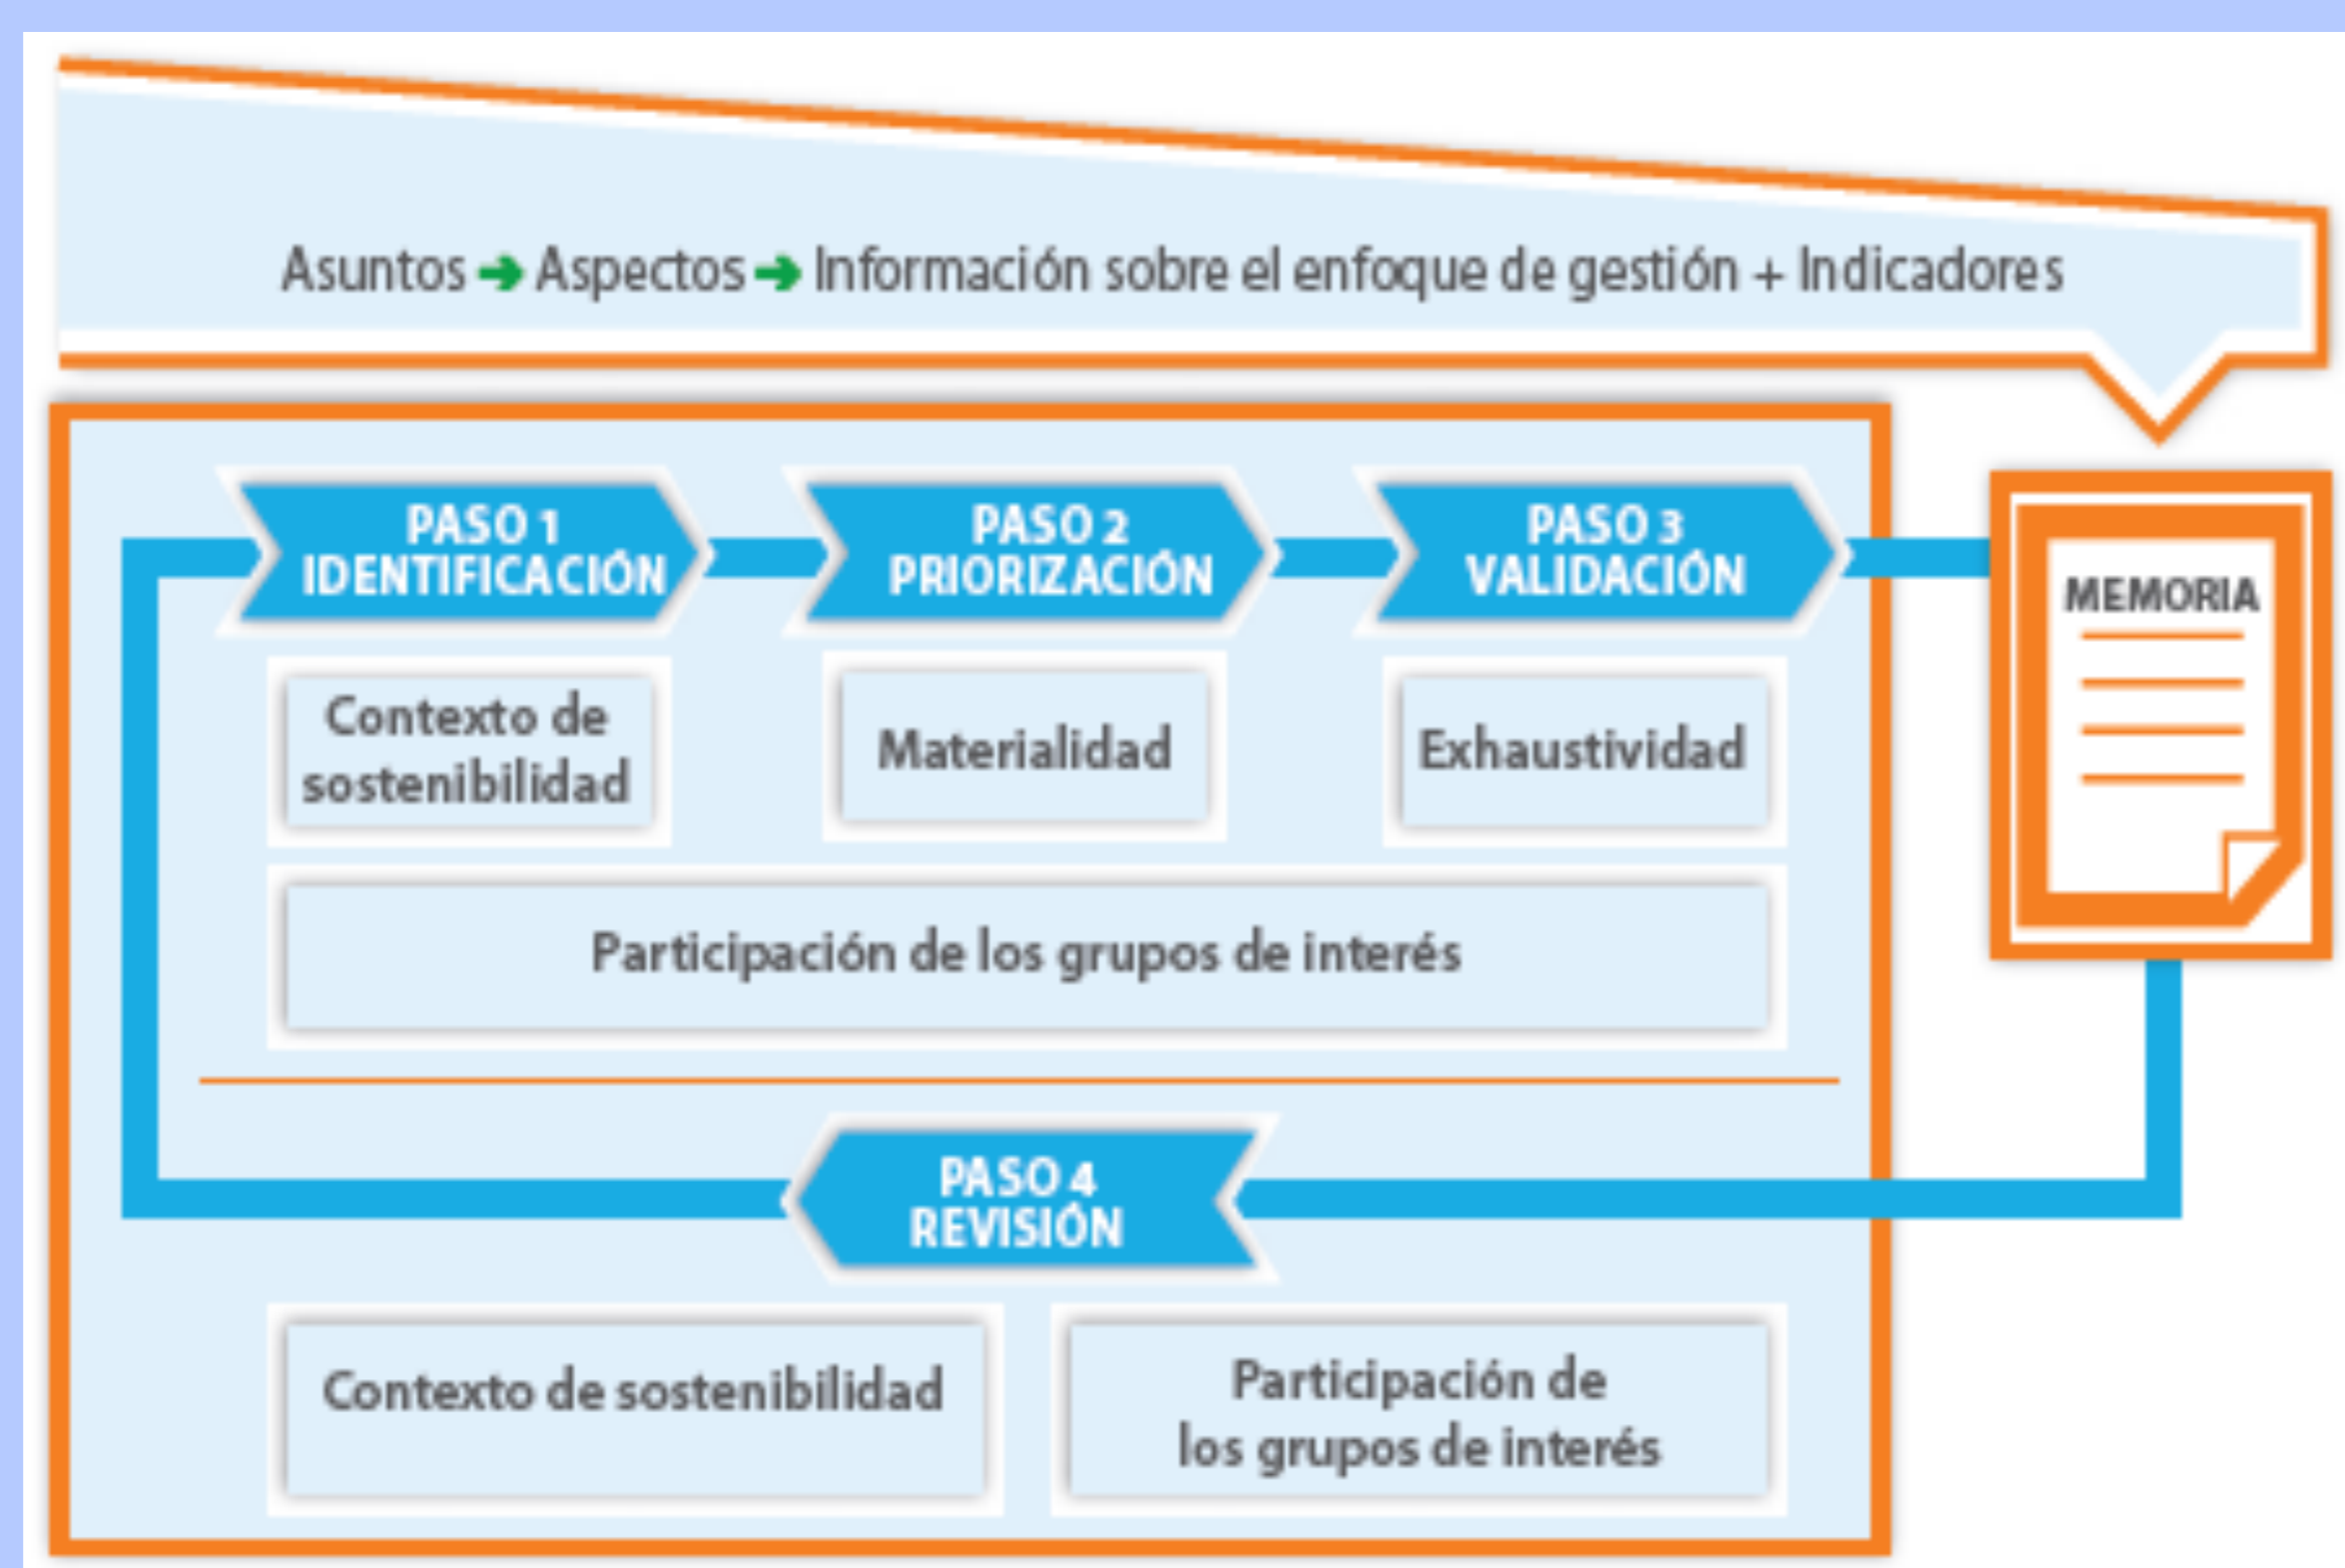 Asuntos → Aspectos → Información sobre el enfoque de gestión + Indicadores
PASO 1
IDENTIFICACIÓN
PASO 2
PRIORIZACIÓN
PASO 3
VALIDACIÓN
MEMORIA
Contexto de
sostenibilidad
Materialidad
Exhaustividad
Participación de los grupos de interés
PASO 4
REVISIÓN
Contexto de sostenibilidad
Participación de
los grupos de interés